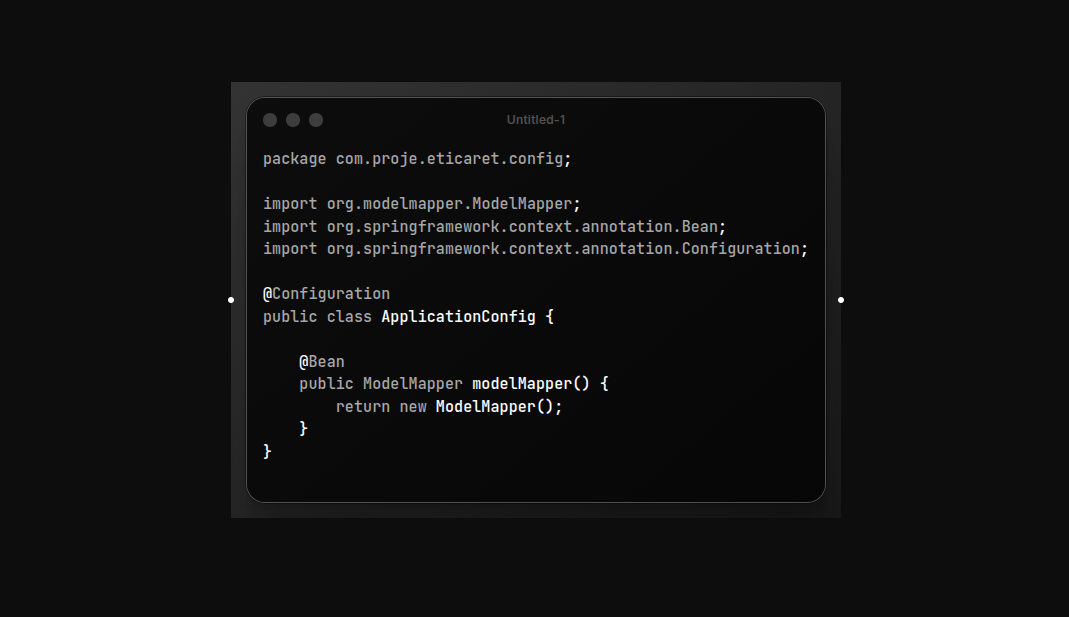 Untitled-1
package com.proje.eticaret.config;
import org.modelmapper.ModelMapper;
import org.springframework.context.annotation.Bean;
import org.springframework.context.annotation.Configuration;
@Configuration
public class ApplicationConfig {
    @Bean
    public ModelMapper modelMapper() {
        return new ModelMapper();
    }
}